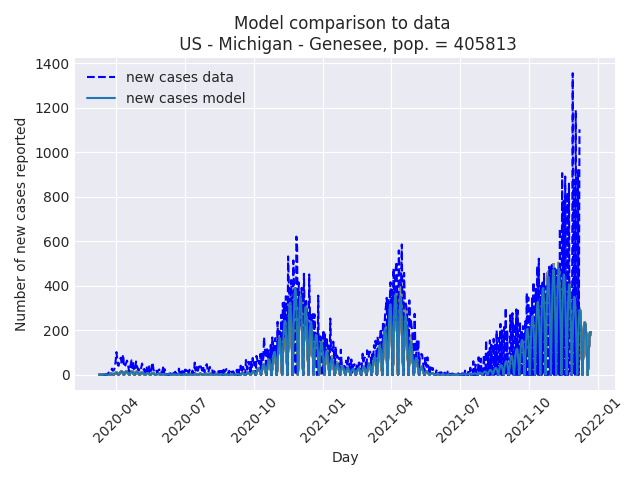 Model comparison to data
US - Michigan - Genesee, pop. = 405813
1400
1200
1000
800
600
400
200
0
new cases data
new cases model
Number of new cases reported
2020-04
2020-07
2020-10
2021-01
2021-04
2021-07
2021-10
2022-01
Day